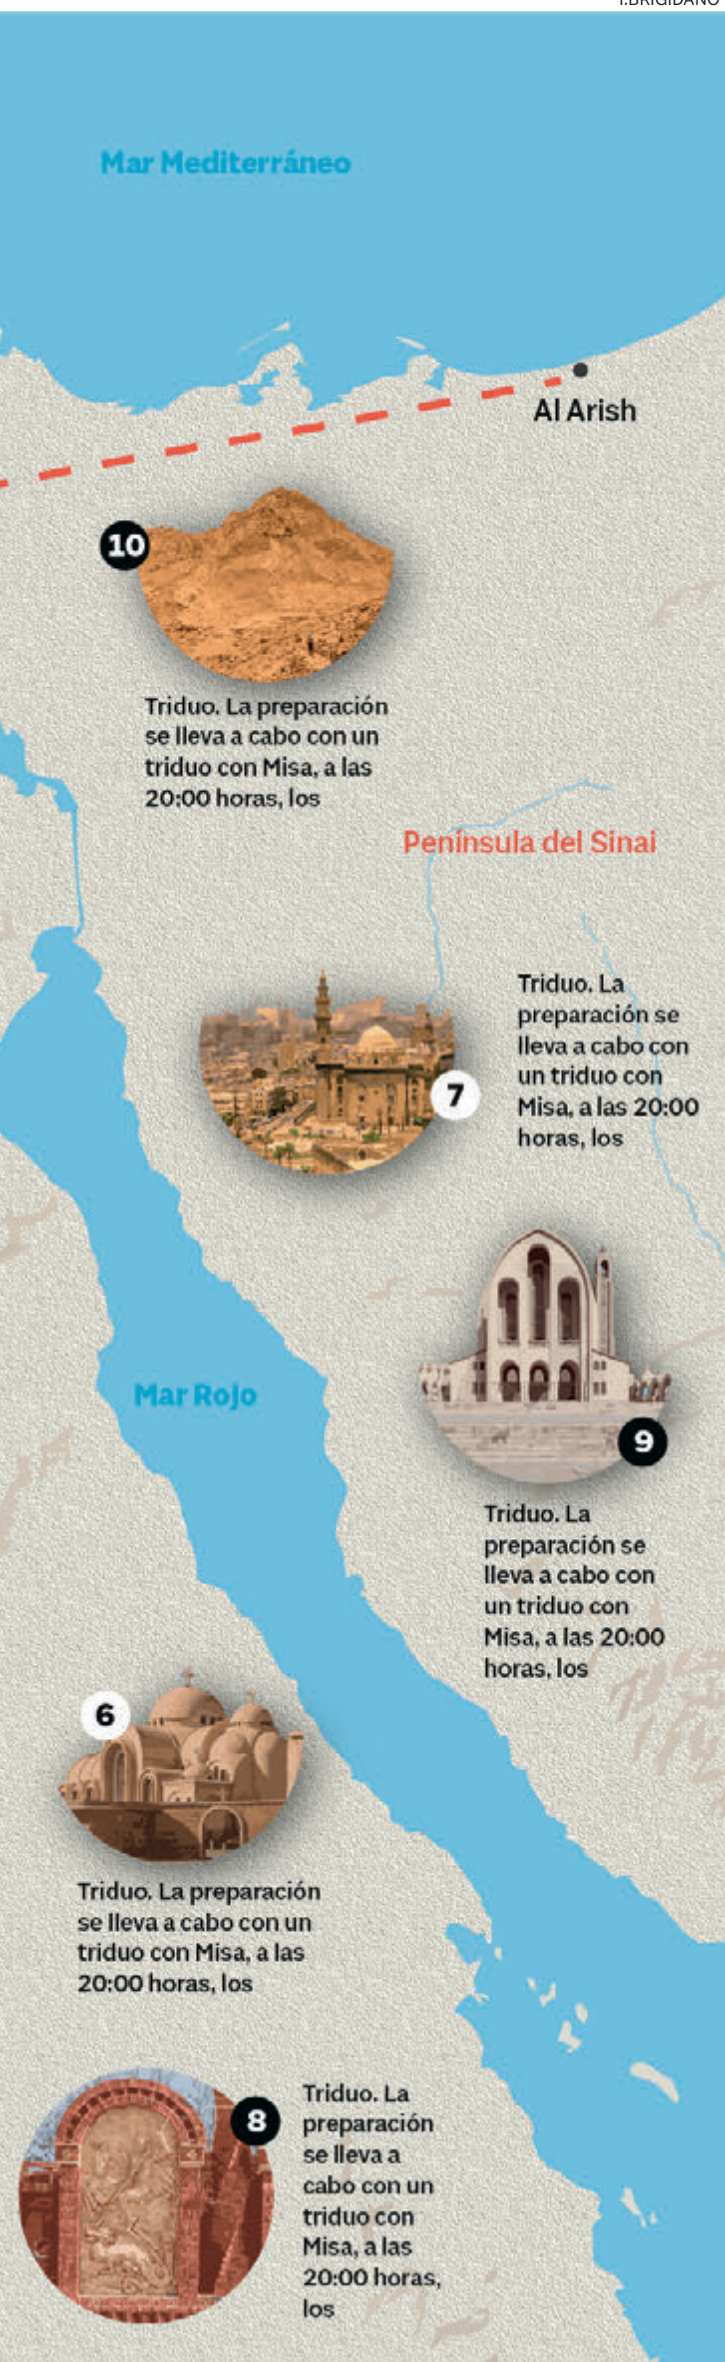 T.BRIGIDANO
Mar Mediterráneo
Al Arish
10
Triduo. La preparación
se lleva a cabo con un
triduo con Misa, a las
20:00 horas, los
Península del Sinai
Triduo. La
preparación se
lleva a cabo con
un triduo con
Misa, a las 20:00
horas, los
7
Mar Rojo
9
Triduo. La
preparación se
lleva a cabo con
un triduo con
Misa, a las 20:00
horas, los
6
Triduo. La preparación
se lleva a cabo con un
triduo con Misa, a las
20:00 horas, los
8
Triduo. La
preparación
se lleva a
cabo con un
triduo con
Misa, a las
20:00 horas,
los